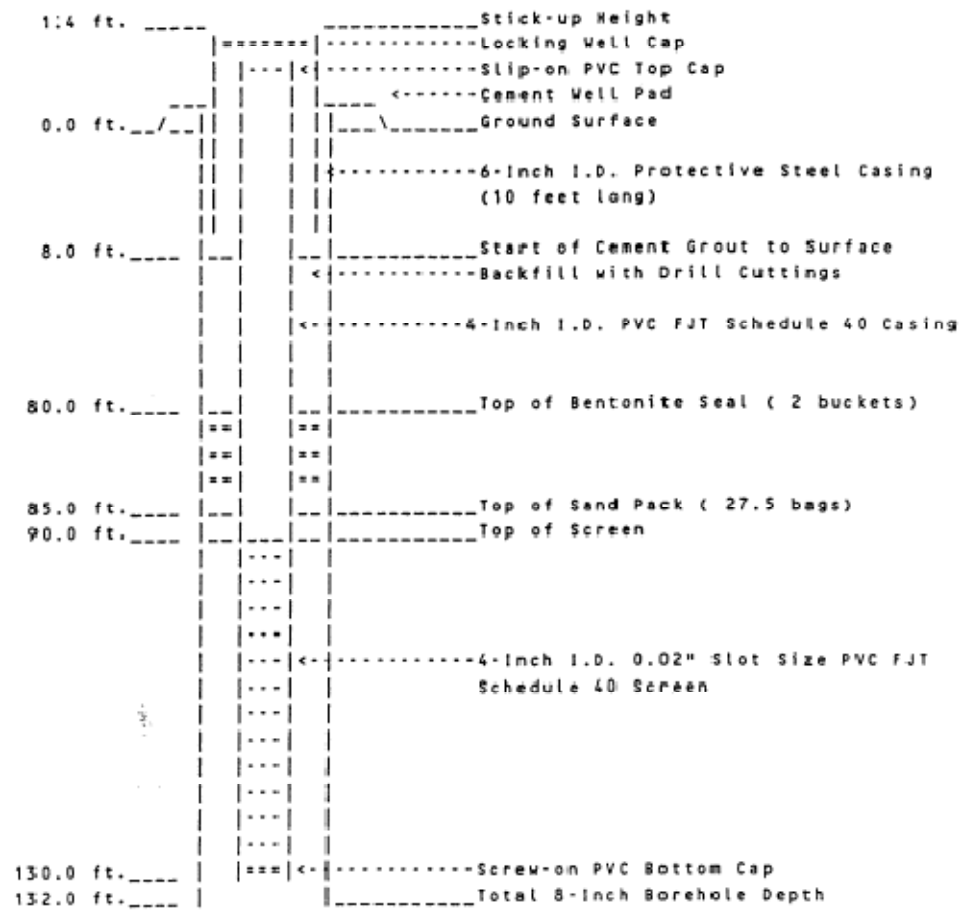 1.4 ft. Stick-up Height
Locking Well Cap
Slip-on PVC Top Cap
Cement Well Pad
0.0 ft. Ground Surface
6-Inch I.D. Protective Steel Casing
(10 feet long)
8.0 ft. Start of Cement Grout to Surface
Backfill with Drill Cuttings
4-Inch I.D. PVC FJT Schedule 40 Casing
80.0 ft. Top of Bentonite Seal ( 2 buckets)
85.0 ft. Top of Sand Pack ( 27.5 bags)
90.0 ft. Top of Screen
4-Inch I.D. 0.02" Slot Size PVC FJT
Schedule 40 Screen
130.0 ft. Screw-on PVC Bottom Cap
132.0 ft. Total 8-Inch Borehole Depth